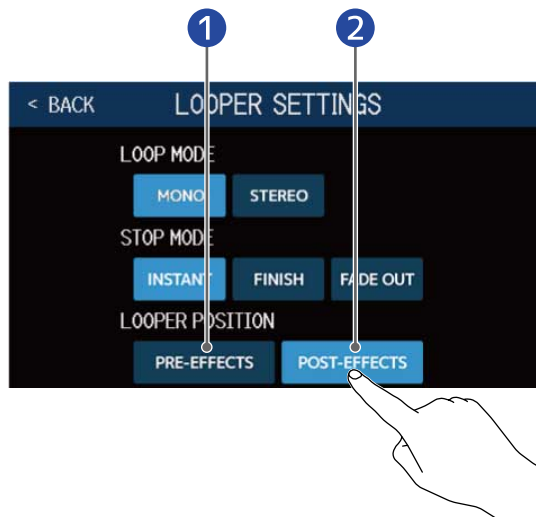 1 2
< BACK LOOPER SETTINGS
LOOP MODE
MONO STEREO
STOP MODE
INSTANT FINISH FADE OUT
LOOPER POSITION
PRE-EFFECTS POST-EFFECTS